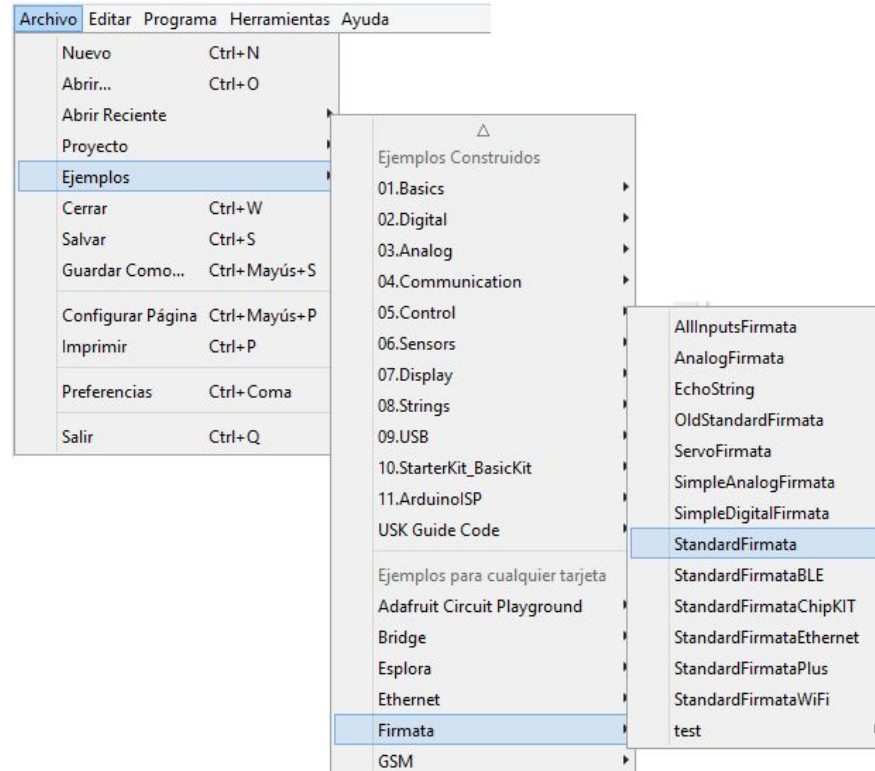 Archivo Editar Programa Herramientas Ayuda
Nuevo Ctrl+N
Abrir... Ctrl+O
Abrir Reciente
Proyecto
Ejemplos
Cerrar Ctrl+W
Salvar Ctrl+S
Guardar Como... Ctrl+Mayús+S
Configurar Página Ctrl+Mayús+P
Imprimir Ctrl+P
Preferencias Ctrl+Coma
Salir Ctrl+Q
Ejemplos Construidos
01.Basics
02.Digital
03.Analog
04.Communication
05.Control
06.Sensors
07.Display
08.Strings
09.USB
10.StarterKit_BasicKit
11.ArduinoISP
USK Guide Code
Ejemplos para cualquier tarjeta
Adafruit Circuit Playground
Bridge
Esplora
Ethernet
Firmata
GSM
AllInputsFirmata
AnalogFirmata
EchoString
OldStandardFirmata
ServoFirmata
SimpleAnalogFirmata
SimpleDigitalFirmata
StandardFirmata
StandardFirmataBLE
StandardFirmataChipKIT
StandardFirmataEthernet
StandardFirmataPlus
StandardFirmataWiFi
test